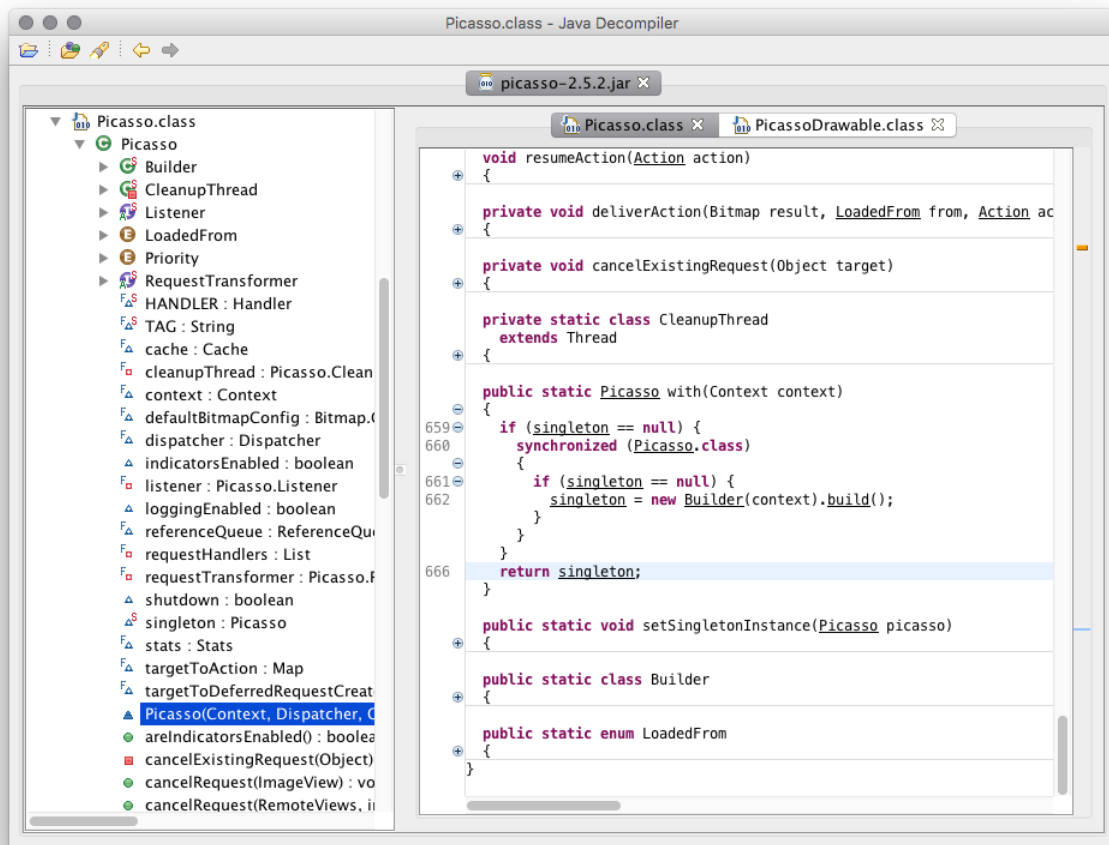 Picasso.class - Java Decompiler
picasso-2.5.2.jar
Picasso.class
Picasso
Builder
CleanupThread
Listener
LoadedFrom
Priority
RequestTransformer
HANDLER : Handler
TAG : String
cache : Cache
cleanupThread : Picasso.Clean
context : Context
defaultBitmapConfig : Bitmap.(
dispatcher : Dispatcher
indicatorsEnabled : boolean
listener : Picasso.Listener
loggingEnabled : boolean
referenceQueue : ReferenceQue
requestHandlers : List
requestTransformer : Picasso.R
shutdown : boolean
singleton : Picasso
stats : Stats
targetToAction : Map
targetToDeferredRequestCreat
Picasso(Context, Dispatcher, C
areIndicatorsEnabled() : boolea
cancelExistingRequest(Object)
cancelRequest(ImageView) : vo
cancelRequest(RemoteViews, i
Picasso.class PicassoDrawable.class
void resumeAction(Action action)
{
private void deliverAction(Bitmap result, LoadedFrom from, Action ac
{
private void cancelExistingRequest(Object target)
{
private static class CleanupThread
extends Thread
{
public static Picasso with(Context context)
{
659 if (singleton == null) {
660 synchronized (Picasso.class)
{
661 if (singleton == null) {
662 singleton = new Builder(context).build();
}
}
}
666 return singleton;
}
public static void setSingletonInstance(Picasso picasso)
{
public static class Builder
{
public static enum LoadedFrom
{
}